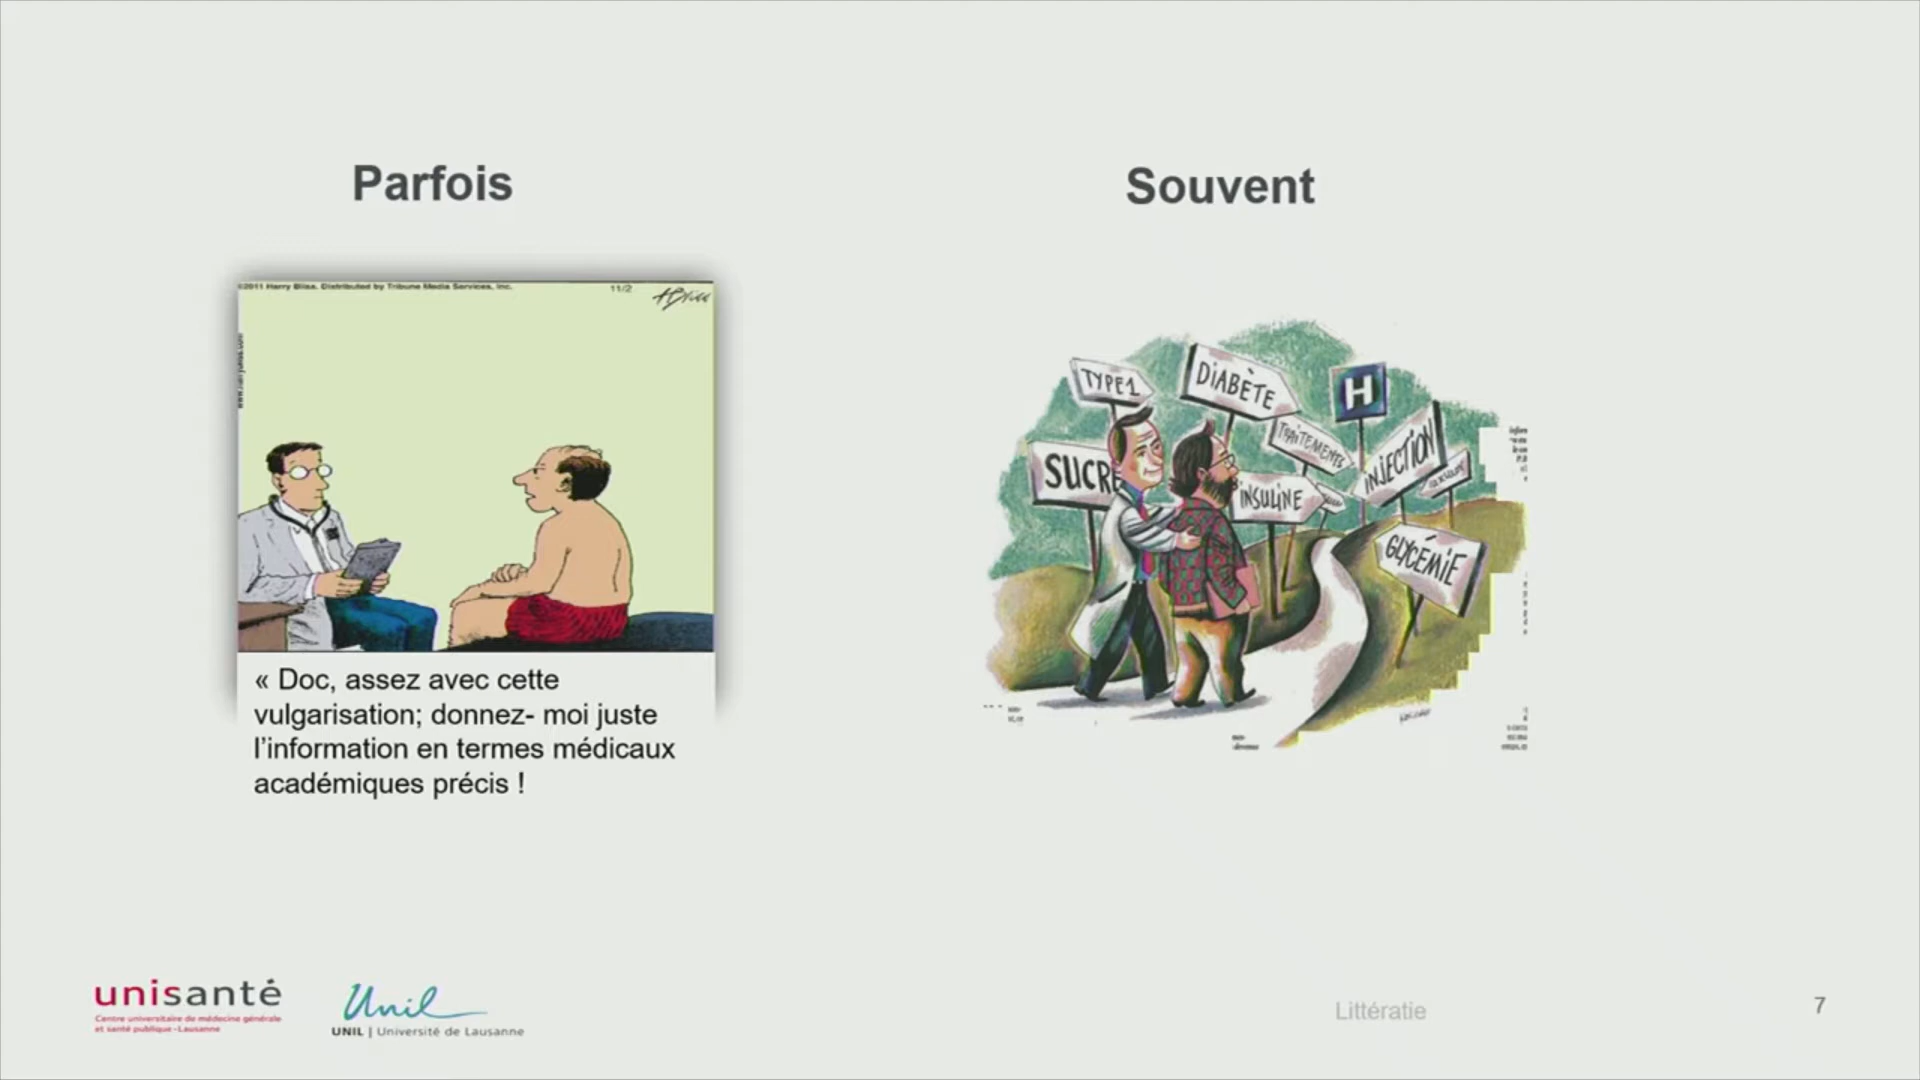 Parfois
Souvent
©2011 Harry Bliss. Distributed by Tribune Media Services, Inc.
11/2
« Doc, assez avec cette
vulgarisation; donnez- moi juste
l’information en termes médicaux
académiques précis !
TYPE1
DIABÈTE
H
TRAITEMENTS
INJECTION
SUCRE
INSULINE
GLYCÉMIE
unisanté
Centre universitaire de médecine générale
et santé publique - Lausanne
Unil
UNIL | Université de Lausanne
Littératie
7